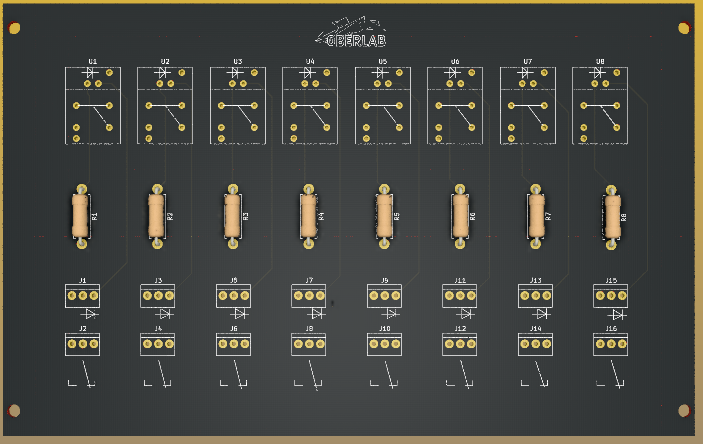 OBERLAB
U1 U2 U3 U4 U5 U6 U7 U8
R1 R2 R3 R4 R5 R6 R7 R8
J1 J3 J5 J7 J9 J11 J13 J15
J2 J4 J6 J8 J10 J12 J14 J16